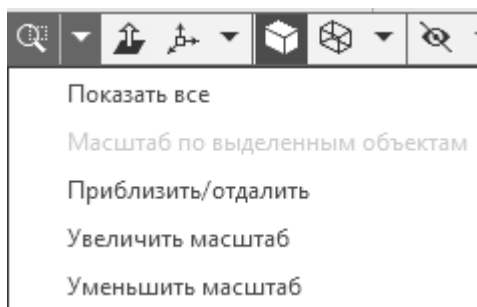 Показать все
Масштаб по выделенным объектам
Приблизить/отдалить
Увеличить масштаб
Уменьшить масштаб